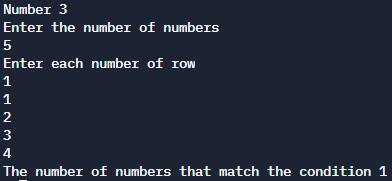 Number 3
Enter the number of numbers
5
Enter each number of row
1
1
2
3
4
The number of numbers that match the condition 1